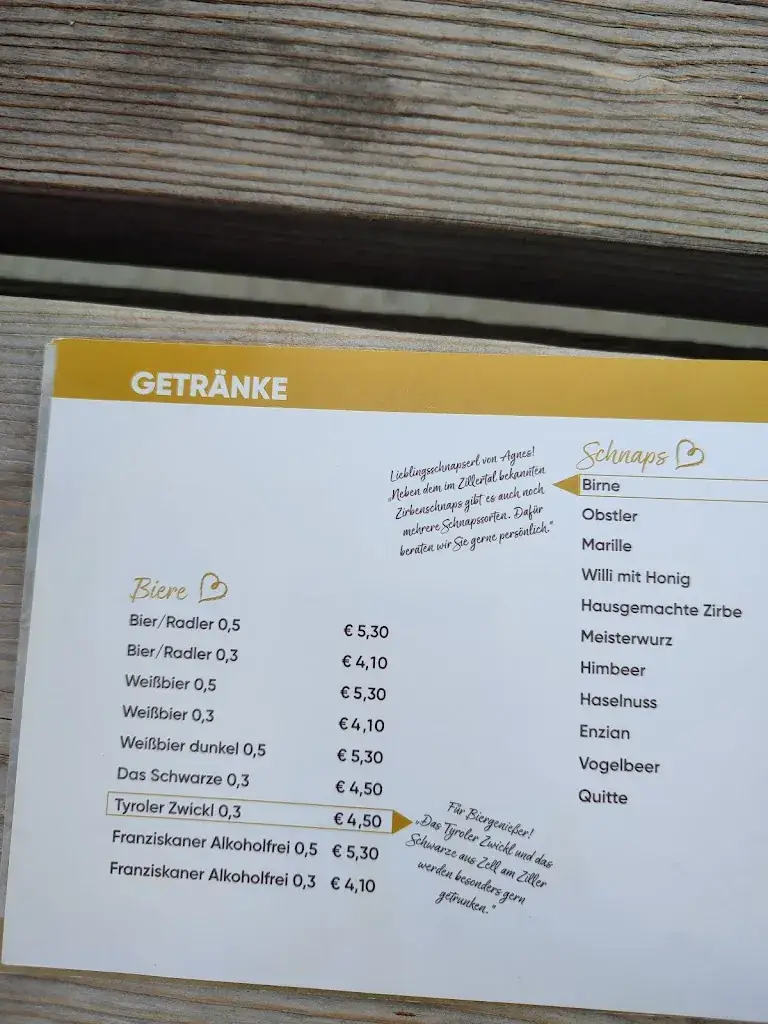 GETRÄNKE
Lieblingsschnapserl von Agnes!
„Neben dem im Zillertal bekannten
Zirbenschnaps gibt es auch noch
mehrere Schnapssorten. Dafür
beraten wir Sie gerne persönlich."
Biere
Bier/Radler 0,5 € 5,30
Bier/Radler 0,3 € 4,10
Weißbier 0,5 € 5,30
Weißbier 0,3 € 4,10
Weißbier dunkel 0,5 € 5,30
Das Schwarze 0,3 € 4,50
Tyroler Zwickl 0,3 € 4,50
Franziskaner Alkoholfrei 0,5 € 5,30
Franziskaner Alkoholfrei 0,3 € 4,10
Für Biergenießer!
„Das Tyroler Zwickl und das
Schwarze aus Zell am Ziller
werden besonders gern
getrunken."
Schnaps
Birne
Obstler
Marille
Willi mit Honig
Hausgemachte Zirbe
Meisterwurz
Himbeer
Haselnuss
Enzian
Vogelbeer
Quitte